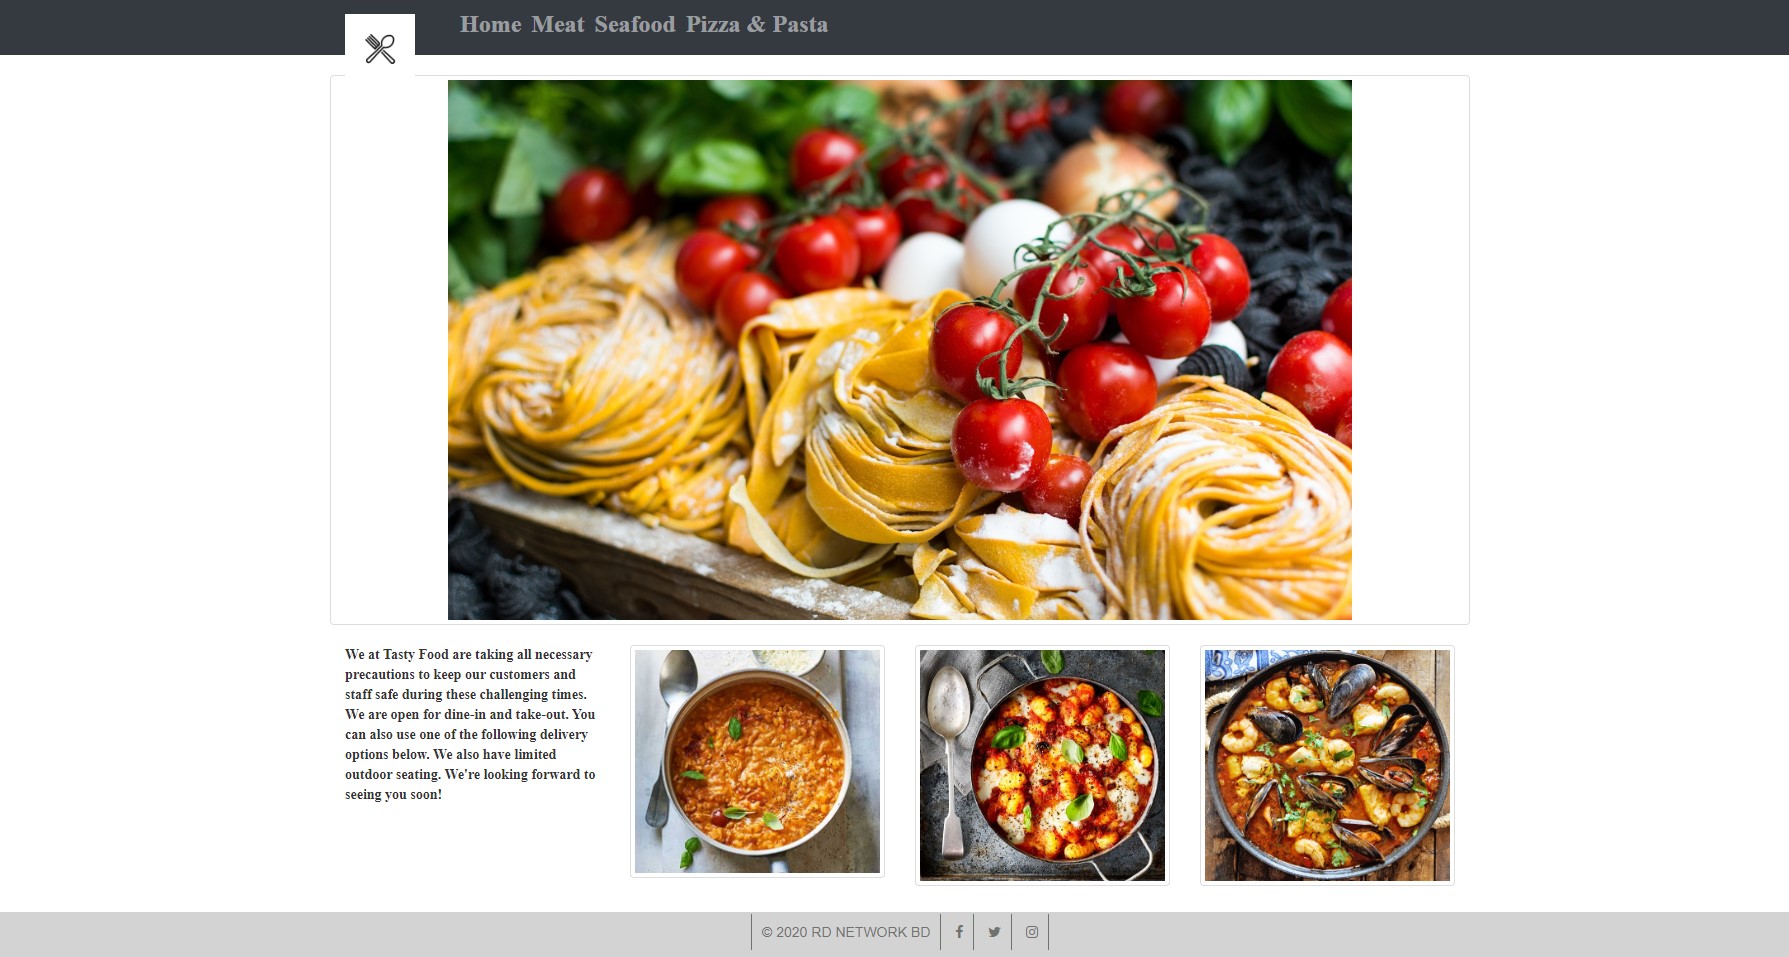 Home Meat Seafood Pizza & Pasta
We at Tasty Food are taking all necessary
precautions to keep our customers and
staff safe during these challenging times.
We are open for dine-in and take-out. You
can also use one of the following delivery
options below. We also have limited
outdoor seating. We're looking forward to
seeing you soon!
© 2020 RD NETWORK BD